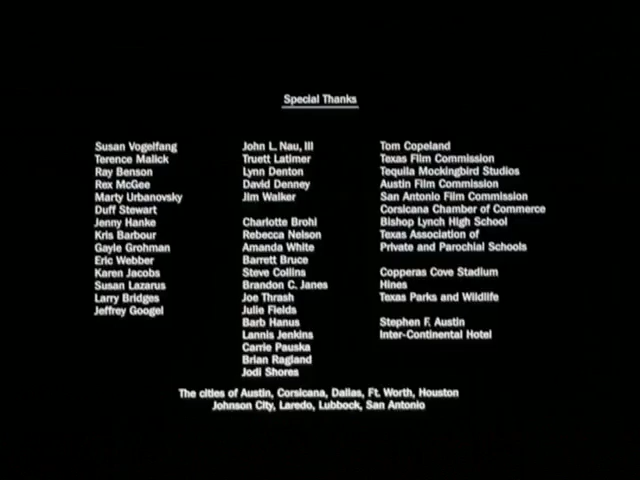 Special Thanks
Susan Vogelfang
Terence Malick
Ray Benson
Rex McGee
Marty Urbanovsky
Duff Stewart
Jenny Hanke
Kris Barbour
Gayle Grohman
Eric Webber
Karen Jacobs
Susan Lazarus
Larry Bridges
Jeffrey Googel
John L. Nau, III
Truett Latimer
Lynn Denton
David Denney
Jim Walker
Charlotte Brohl
Rebecca Nelson
Amanda White
Barrett Bruce
Steve Collins
Brandon C. Janes
Joe Thrash
Julie Fields
Barb Hanus
Lannis Jenkins
Carrie Pauska
Brian Ragland
Jodi Shores
Tom Copeland
Texas Film Commission
Tequila Mockingbird Studios
Austin Film Commission
San Antonio Film Commission
Corsicana Chamber of Commerce
Bishop Lynch High School
Texas Association of
Private and Parochial Schools
Copperas Cove Stadium
Hines
Texas Parks and Wildlife
Stephen F. Austin
Inter-Continental Hotel
The cities of Austin, Corsicana, Dallas, Ft. Worth, Houston
Johnson City, Laredo, Lubbock, San Antonio